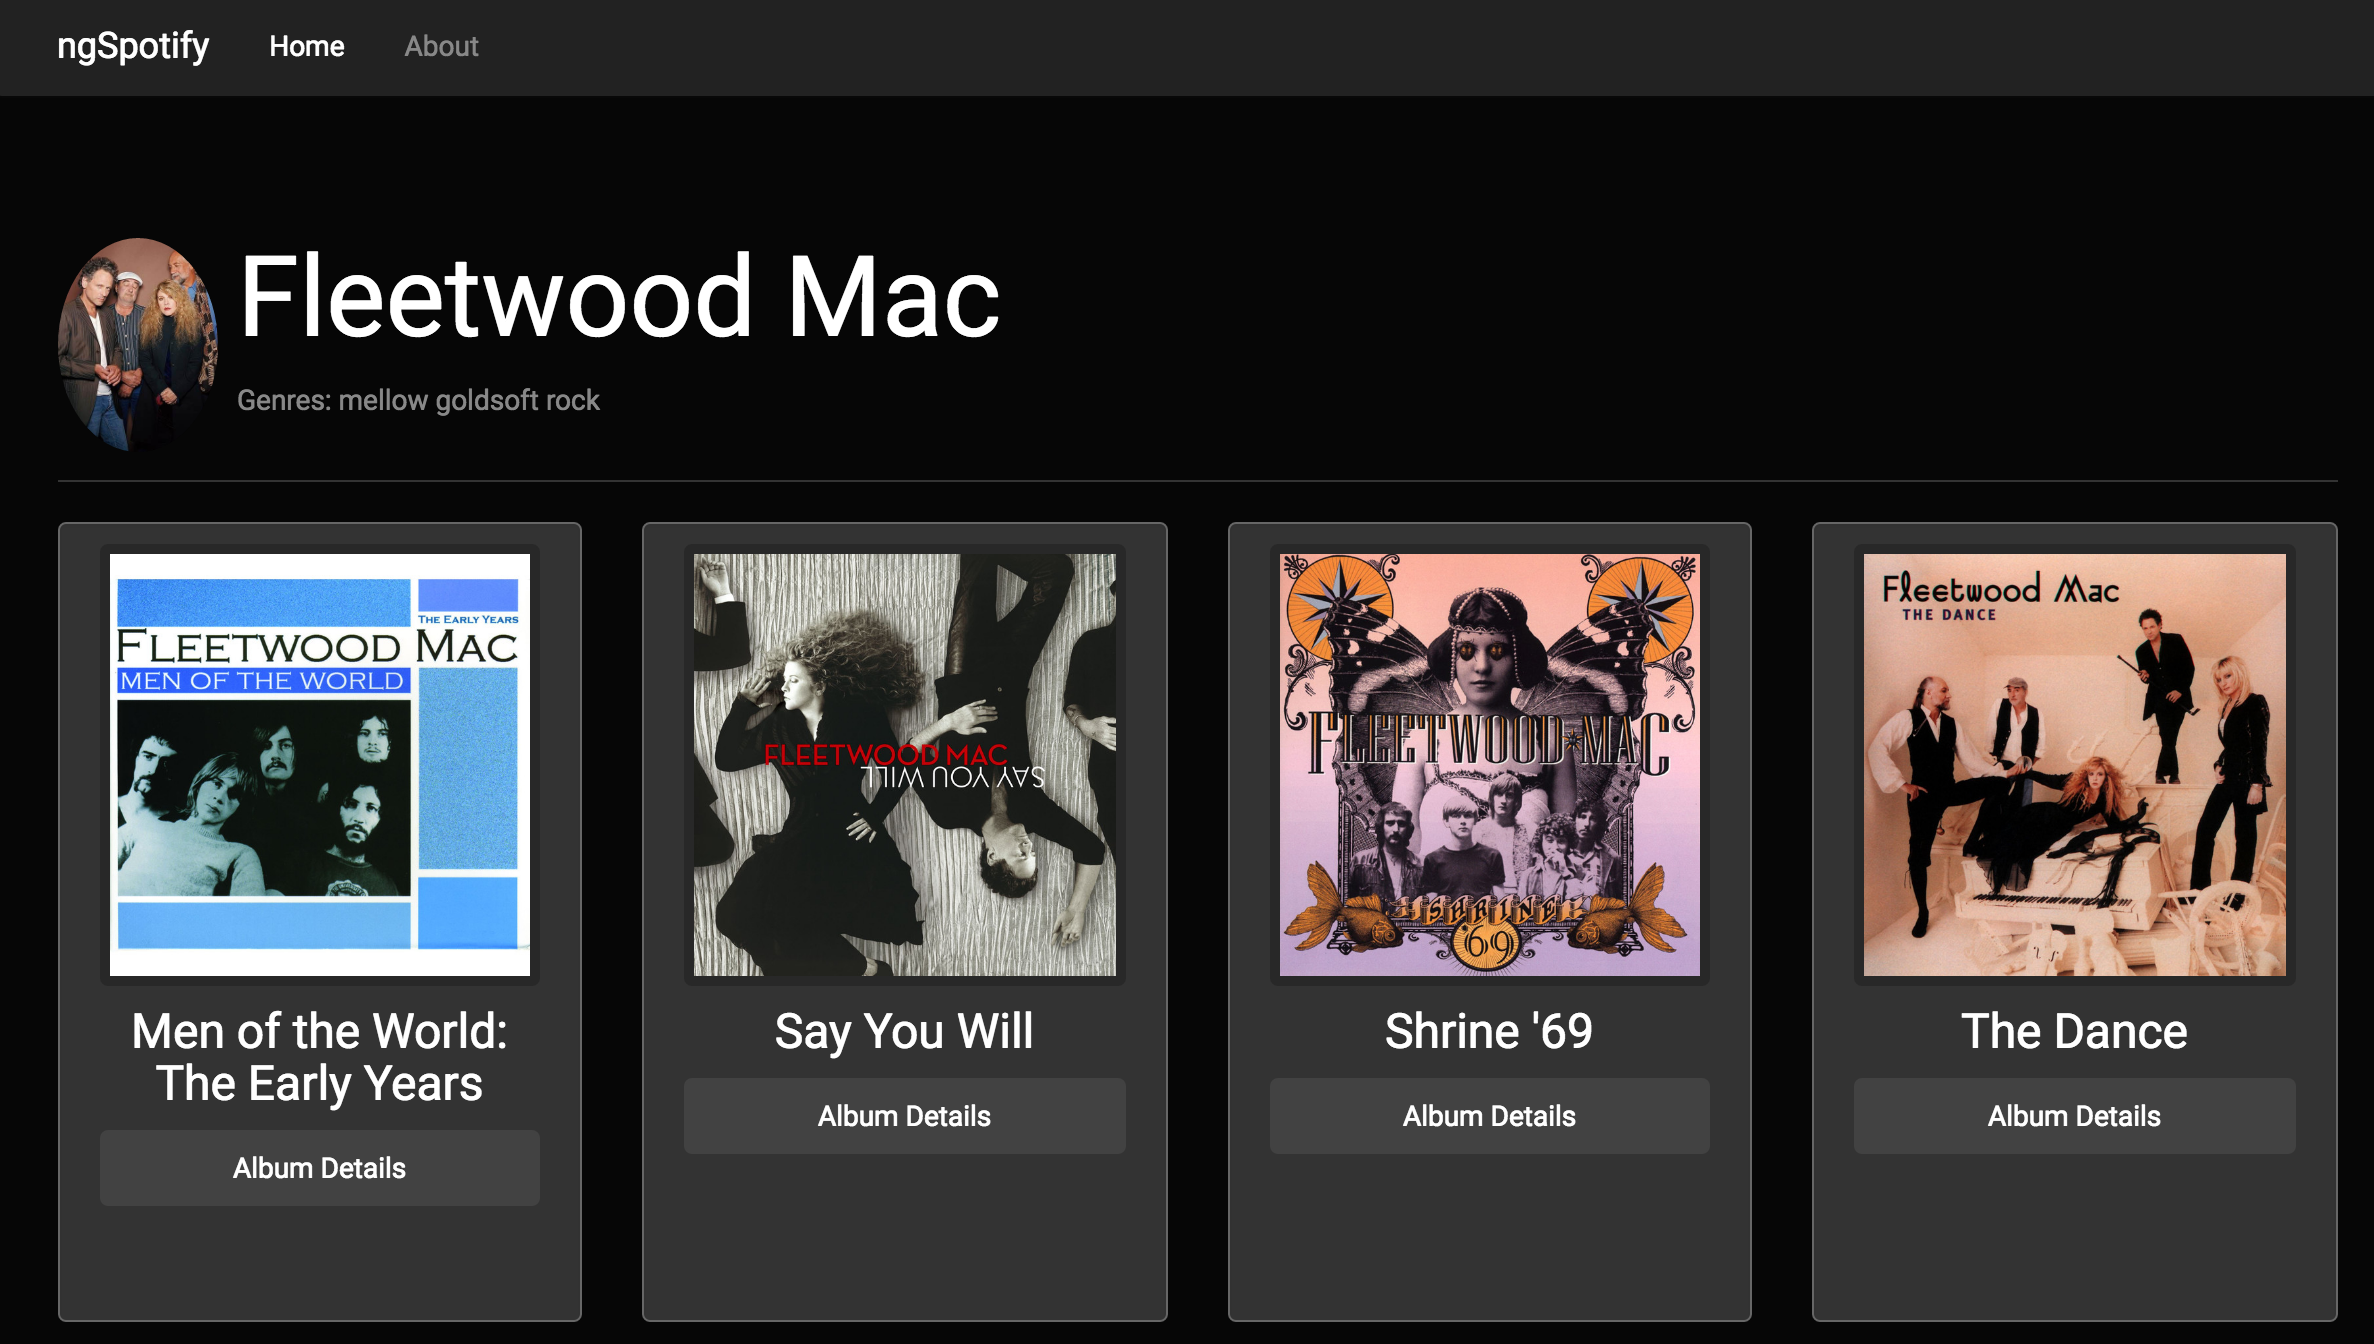 ngSpotify Home About
Fleetwood Mac
Genres: mellow goldsoft rock
THE EARLY YEARS
FLEETWOOD MAC
MEN OF THE WORLD
Men of the World:
The Early Years
Album Details
FLEETWOOD MAC
SAY YOU WILL
Say You Will
Album Details
FLEETWOOD MAC
SHRINE
'69
Shrine '69
Album Details
Fleetwood Mac
THE DANCE
The Dance
Album Details